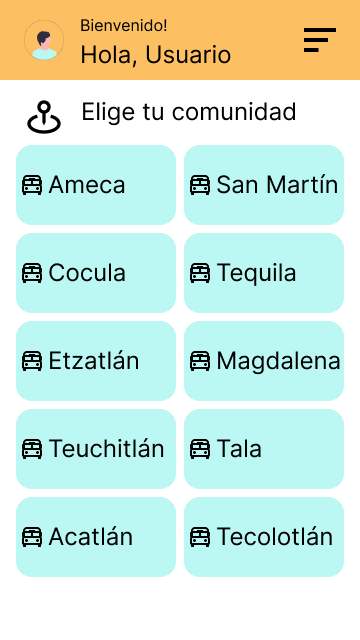 Bienvenido!
Hola, Usuario
Elige tu comunidad
Ameca
San Martín
Cocula
Tequila
Etzatlán
Magdalena
Teuchitlán
Tala
Acatlán
Tecolotlán